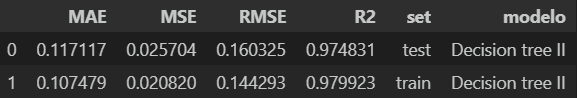 MAE MSE RMSE R2 set modelo
0 0.117117 0.025704 0.160325 0.974831 test Decision tree II
1 0.107479 0.020820 0.144293 0.979923 train Decision tree II